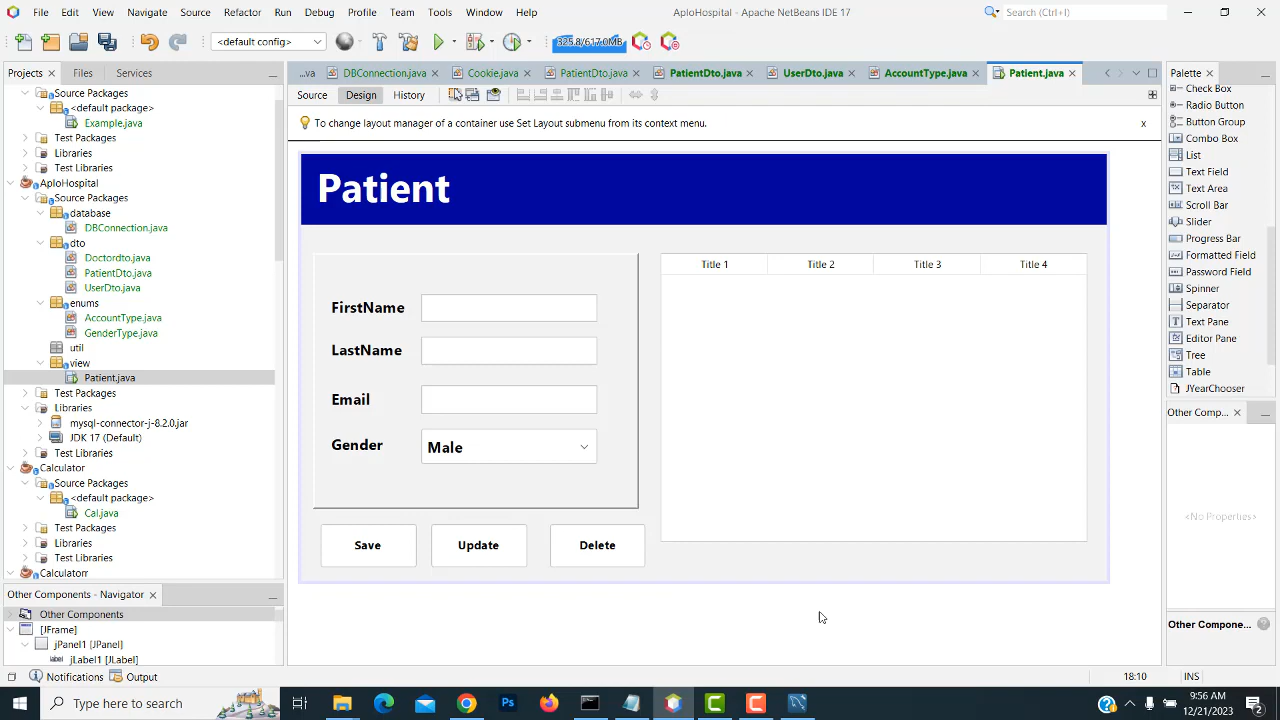 File Edit View Navigate Source Refactor Run Debug Profile Team Tools Window Help
AploHospital - Apache NetBeans IDE 17
Search (Ctrl+I)
<default config>
325.8/617.0MB
Projects Files Services
...v DBConnection.java Cookie.java PatientDto.java PatientDto.java UserDto.java AccountType.java Patient.java
Palette
Source Design History
To change layout manager of a container use Set Layout submenu from its context menu.
x
Source Packages
<default package>
Example.java
Test Packages
Libraries
Test Libraries
AploHospital
Source Packages
database
DBConnection.java
dto
Doctordto.java
PatientDto.java
UserDto.java
enums
AccountType.java
GenderType.java
util
view
Patient.java
Test Packages
Libraries
mysql-connector-j-8.2.0.jar
JDK 17 (Default)
Test Libraries
Calculator
Source Packages
<default package>
Cal.java
Test Packages
Libraries
Test Libraries
Calculatorr
Other Components - Navigator
Other Components
[JFrame]
jPanel1 [JPanel]
jLabel1 [JLabel]
Patient
FirstName
LastName
Email
Gender
Male
Save Update Delete
Title 1 Title 2 Title 3 Title 4
Check Box
Radio Button
Button Group
Combo Box
List
Text Field
Text Area
Scroll Bar
Slider
Progress Bar
Formatted Field
Password Field
Spinner
Separator
Text Pane
Editor Pane
Tree
Table
JYearChooser
Other Comp...
<No Properties>
Other Compone...
Notifications Output
18:10 INS
Type here to search
Ps
9:56 AM
12/21/2023
2